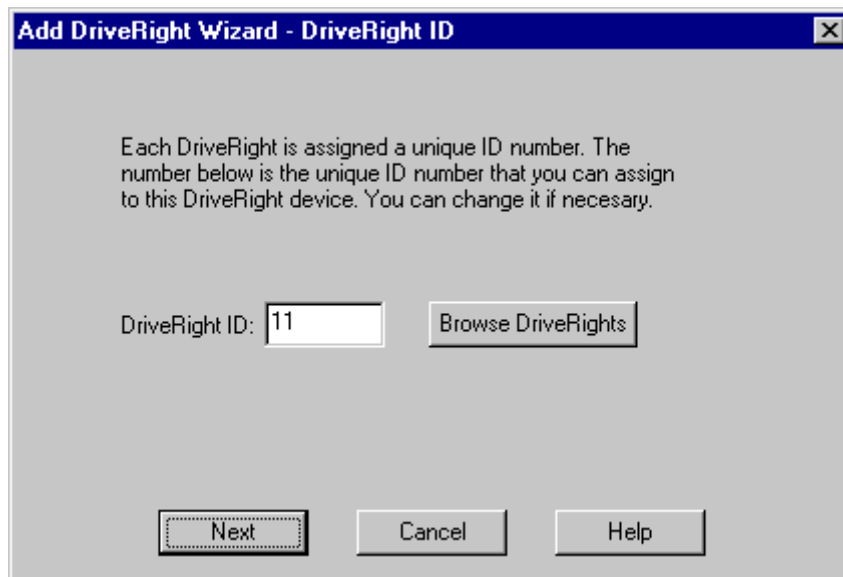 Add DriveRight Wizard - DriveRight ID
Each DriveRight is assigned a unique ID number. The
number below is the unique ID number that you can assign
to this DriveRight device. You can change it if necesary.
DriveRight ID: 11 Browse DriveRights
Next Cancel Help